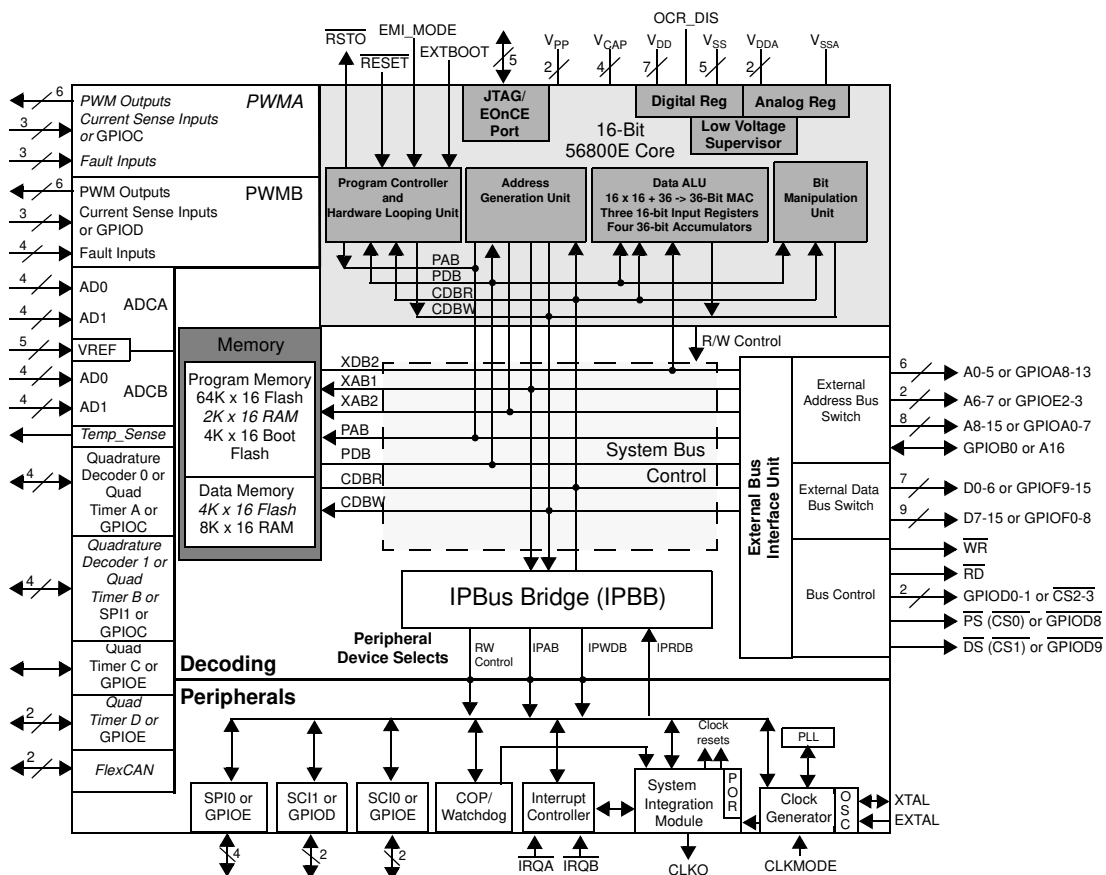 OCR_DIS
EMI_MODE
RSTO
EXTBOOT
RESET
5
VPP
2
VCAP
4
VDD
7
VSS
5
VDDA
2
VSSA
6
PWM Outputs
PWMA
Current Sense Inputs
3
or GPIOC
3
Fault Inputs
6
PWM Outputs
PWMB
3
Current Sense Inputs
or GPIOD
4
Fault Inputs
4
AD0
ADCA
4
AD1
5
VREF
4
AD0
ADCB
4
AD1
Temp_Sense
4
Quadrature
Decoder 0 or
Quad
Timer A or
GPIOC
4
Quadrature
Decoder 1 or
Quad
Timer B or
SPI1 or
GPIOC
Quad
Timer C or
GPIOE
2
Quad
Timer D or
GPIOE
2
FlexCAN
JTAG/
EOnCE
Port
Digital Reg
Analog Reg
Low Voltage
Supervisor
16-Bit
56800E Core
Program Controller
and
Hardware Looping Unit
Address
Generation Unit
Data ALU
16 x 16 + 36 -> 36-Bit MAC
Three 16-bit Input Registers
Four 36-bit Accumulators
Bit
Manipulation
Unit
PAB
PDB
CDBR
CDBW
R/W Control
Memory
Program Memory
64K x 16 Flash
2K x 16 RAM
4K x 16 Boot
Flash
Data Memory
4K x 16 Flash
8K x 16 RAM
XDB2
XAB1
XAB2
PAB
PDB
CDBR
CDBW
System Bus
Control
External Bus
Interface Unit
External
Address Bus
Switch
External Data
Bus Switch
Bus Control
6
A0-5 or GPIOA8-13
2
A6-7 or GPIOE2-3
8
A8-15 or GPIOA0-7
GPIOB0 or A16
7
D0-6 or GPIOF9-15
9
D7-15 or GPIOF0-8
WR
RD
2
GPIOD0-1 or CS2-3
PS (CS0) or GPIOD8
DS (CS1) or GPIOD9
IPBus Bridge (IPBB)
Peripheral
Device Selects
RW
Control
IPAB
IPWDB
IPRDB
Decoding
Peripherals
Clock
resets
PLL
SPI0 or
GPIOE
SCI1 or
GPIOD
SCI0 or
GPIOE
COP/
Watchdog
Interrupt
Controller
System
Integration
Module
POR
Clock
Generator
OSC
XTAL
EXTAL
4
2
2
IRQA
IRQB
CLKO
CLKMODE